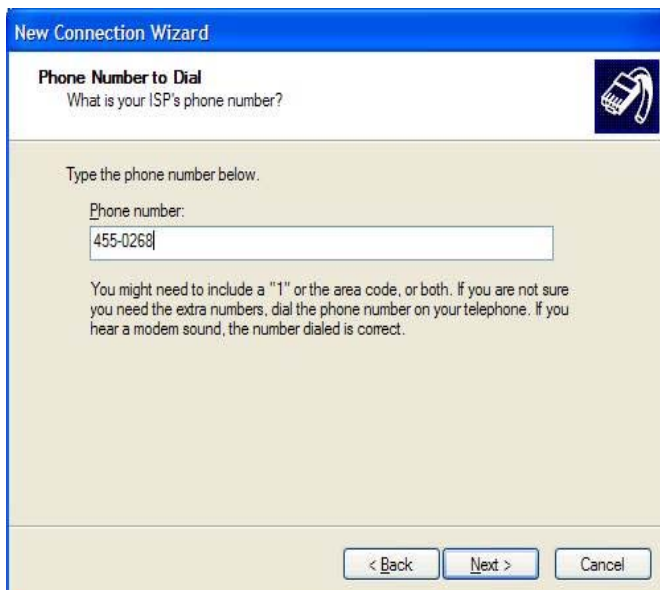 New Connection Wizard
Phone Number to Dial
What is your ISP's phone number?
Type the phone number below.
Phone number:
455-0268
You might need to include a "1" or the area code, or both. If you are not sure
you need the extra numbers, dial the phone number on your telephone. If you
hear a modem sound, the number dialed is correct.
< Back Next > Cancel